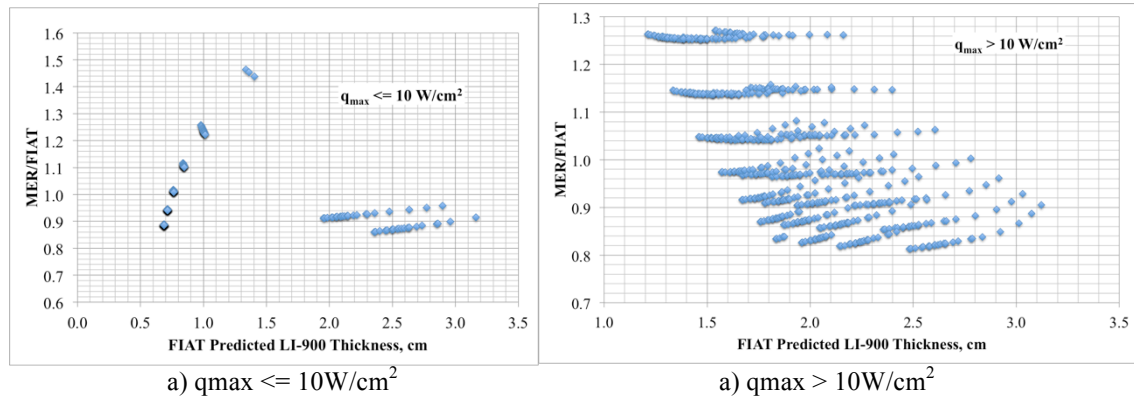 1.6
1.5
1.4
1.3
1.2
1.1
1.0
0.9
0.8
0.7
0.6
MER/FIAT
q_max <= 10 W/cm²
0.0 0.5 1.0 1.5 2.0 2.5 3.0 3.5
FIAT Predicted LI-900 Thickness, cm
a) qmax <= 10W/cm²
1.3
1.2
1.1
1.0
0.9
0.8
0.7
MER/FIAT
q_max > 10 W/cm²
1.0 1.5 2.0 2.5 3.0 3.5
FIAT Predicted LI-900 Thickness, cm
a) qmax > 10W/cm²